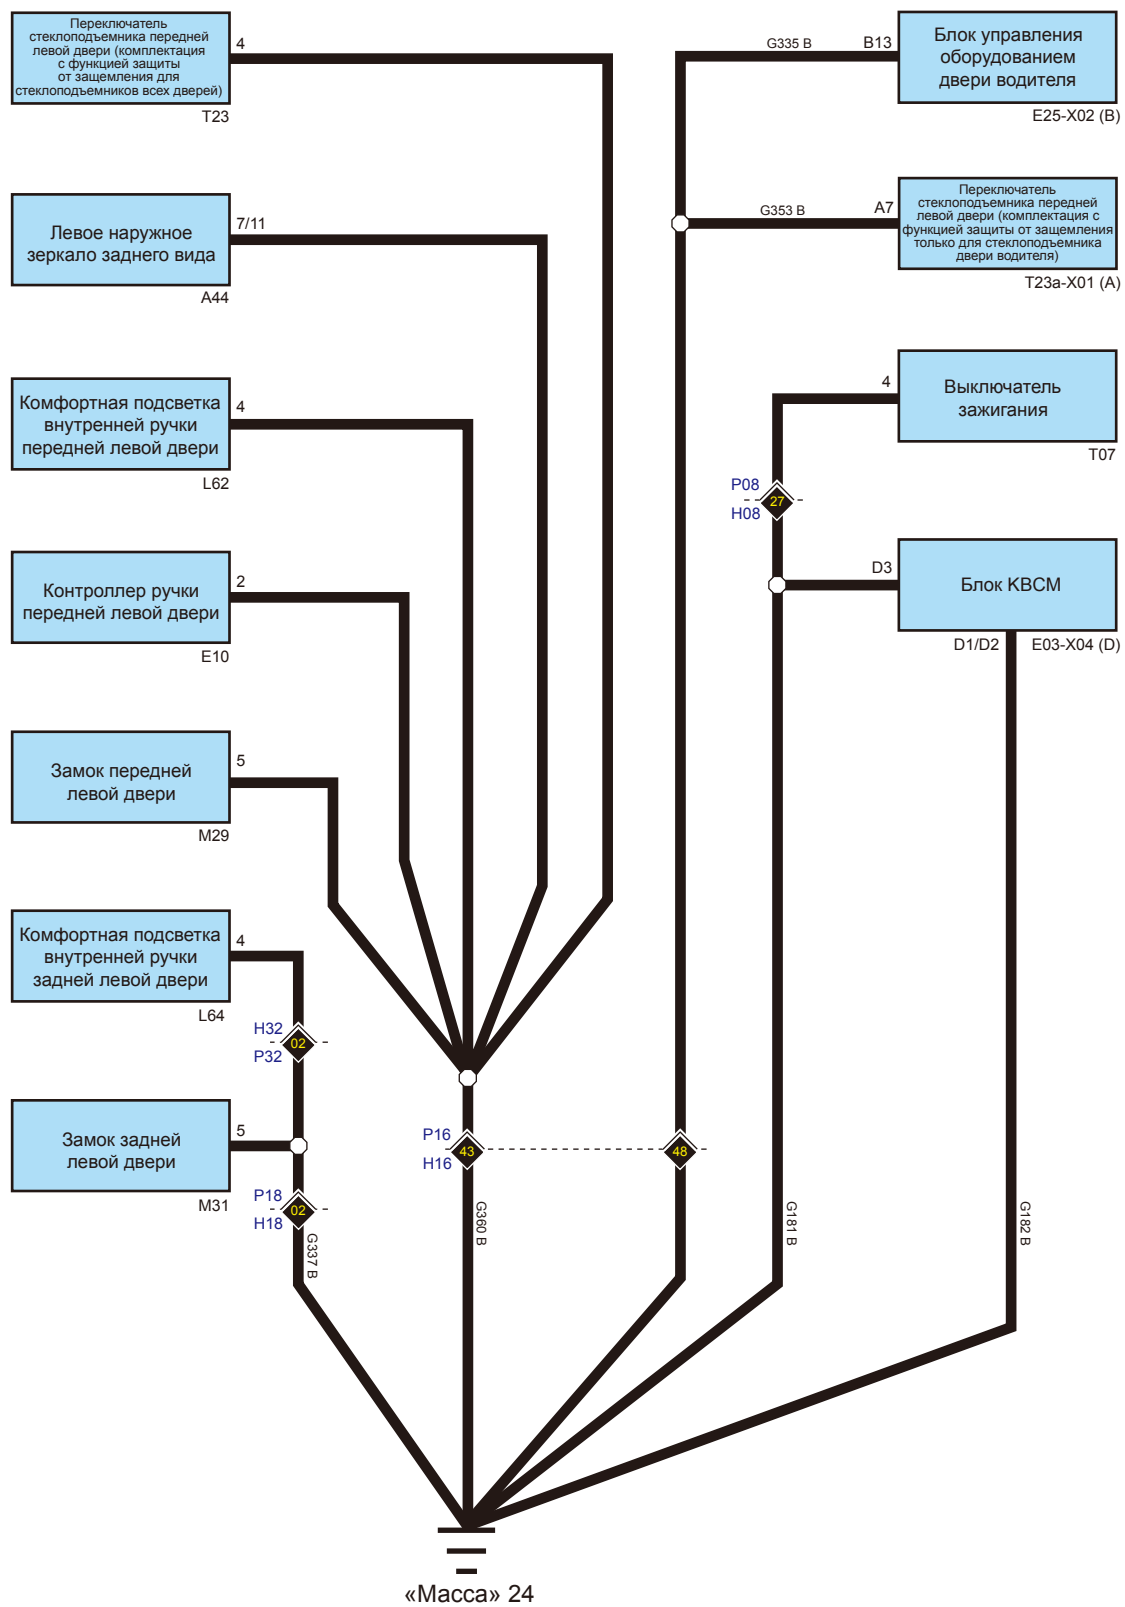 Переключатель
стеклоподъемника передней
левой двери (комплектация
с функцией защиты
от защемления для
стеклоподъемников всех дверей)
4
T23
Левое наружное
зеркало заднего вида
7/11
A44
Комфортная подсветка
внутренней ручки
передней левой двери
4
L62
Контроллер ручки
передней левой двери
2
E10
Замок передней
левой двери
5
M29
Комфортная подсветка
внутренней ручки
задней левой двери
4
L64
H32
02
P32
Замок задней
левой двери
5
M31
P18
02
H18
G337 B
P16
43
H16
G360 B
48
G335 B
B13
Блок управления
оборудованием
двери водителя
E25-X02 (B)
G353 B
A7
Переключатель
стеклоподъемника передней
левой двери (комплектация с
функцией защиты от защемления
только для стеклоподъемника
двери водителя)
T23a-X01 (A)
4
Выключатель
зажигания
T07
P08
27
H08
D3
Блок KBCM
D1/D2
E03-X04 (D)
G181 B
G182 B
«Масса» 24